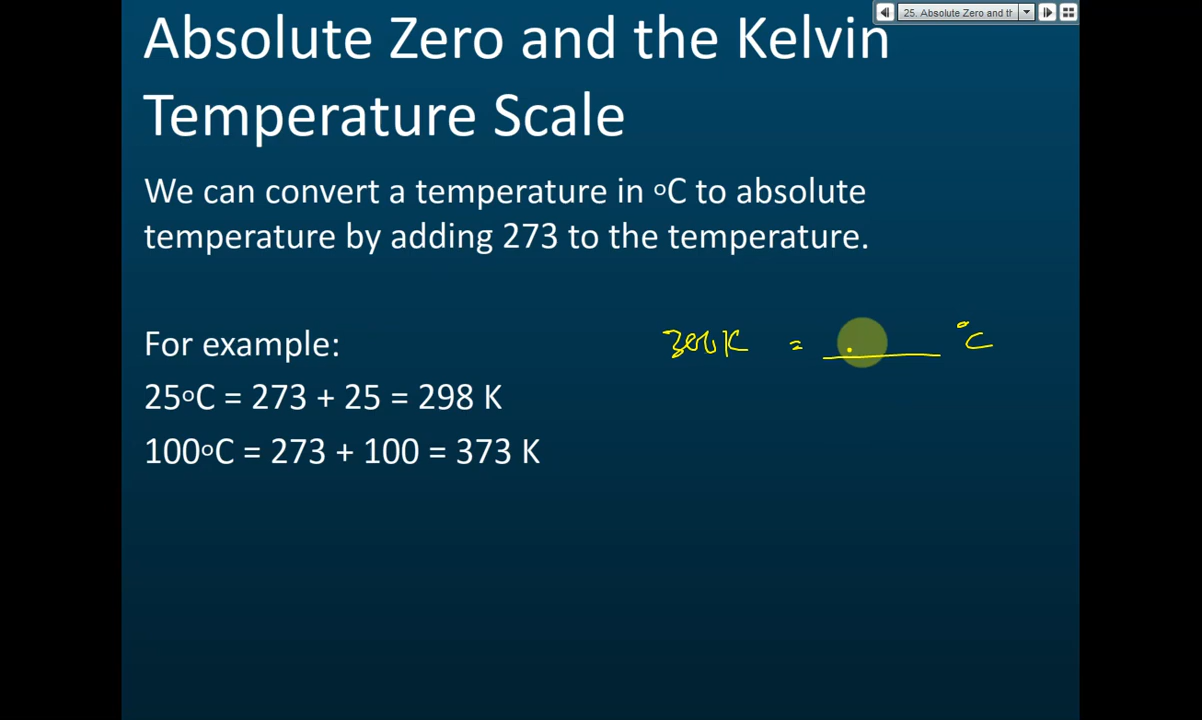 25. Absolute Zero and th
Absolute Zero and the Kelvin
Temperature Scale
We can convert a temperature in °C to absolute
temperature by adding 273 to the temperature.
For example:
zero K = . °C
25°C = 273 + 25 = 298 K
100°C = 273 + 100 = 373 K